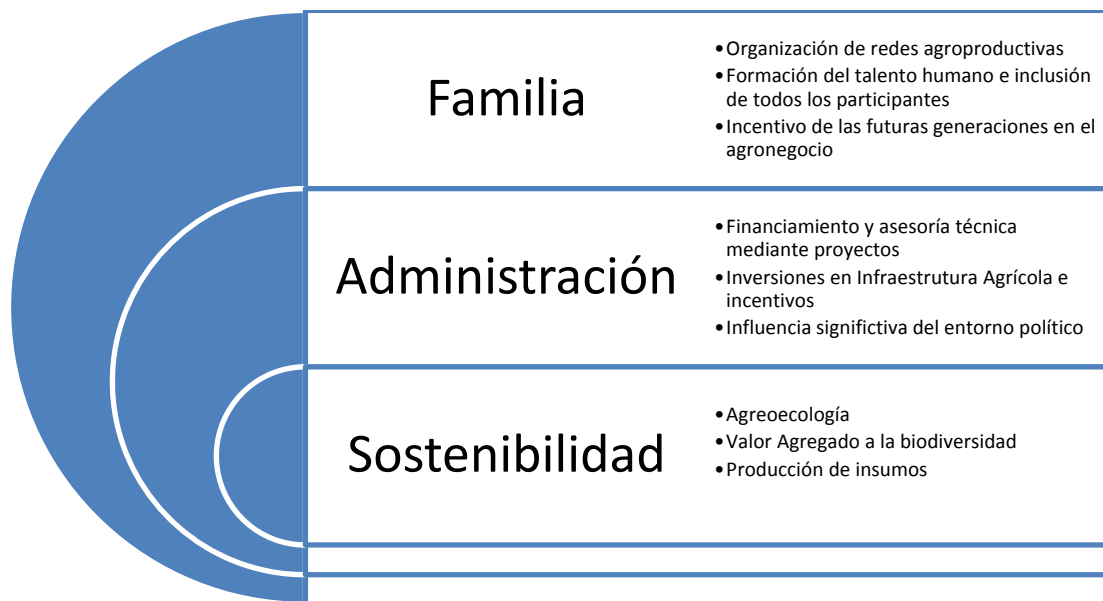 Familia
•Organización de redes agroproductivas
•Formación del talento humano e inclusión
de todos los participantes
•Incentivo de las futuras generaciones en el
agronegocio
Administración
•Financiamiento y asesoría técnica
mediante proyectos
•Inversiones en Infraestrutura Agrícola e
incentivos
•Influencia significtiva del entorno político
Sostenibilidad
•Agreoecología
•Valor Agregado a la biodiversidad
•Producción de insumos